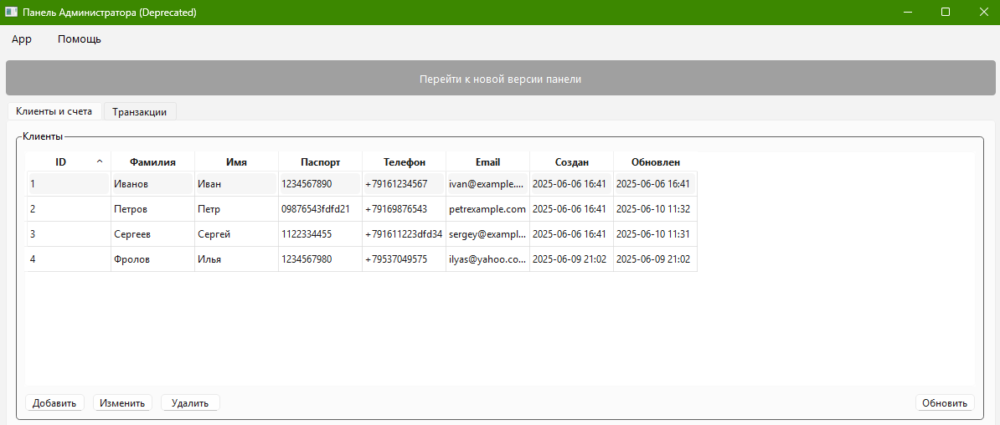 Панель Администратора (Deprecated)
App Помощь
Перейти к новой версии панели
Клиенты и счета Транзакции
Клиенты
ID Фамилия Имя Паспорт Телефон Email Создан Обновлен
1 Иванов Иван 1234567890 +79161234567 ivan@example.... 2025-06-06 16:41 2025-06-06 16:41
2 Петров Петр 09876543fdfd21 +79169876543 petrexample.com 2025-06-06 16:41 2025-06-10 11:32
3 Сергеев Сергей 1122334455 +791611223dfd34 sergey@exampl... 2025-06-06 16:41 2025-06-10 11:31
4 Фролов Илья 1234567980 +79537049575 ilyas@yahoo.co... 2025-06-09 21:02 2025-06-09 21:02
Добавить Изменить Удалить Обновить